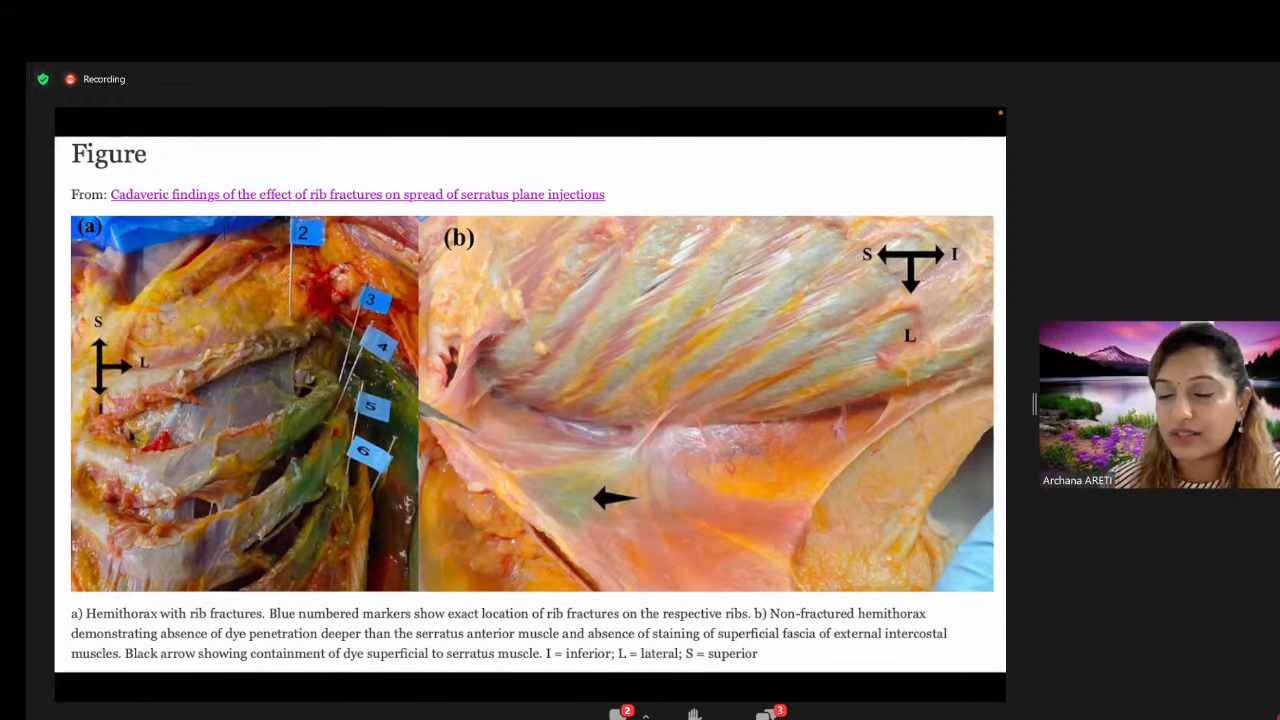 Recording
Figure
From: Cadaveric findings of the effect of rib fractures on spread of serratus plane injections
(a)
2
3
4
5
6
S
L
I
(b)
S
I
L
a) Hemithorax with rib fractures. Blue numbered markers show exact location of rib fractures on the respective ribs. b) Non-fractured hemithorax
demonstrating absence of dye penetration deeper than the serratus anterior muscle and absence of staining of superficial fascia of external intercostal
muscles. Black arrow showing containment of dye superficial to serratus muscle. I = inferior; L = lateral; S = superior
Archana ARETI
2
3